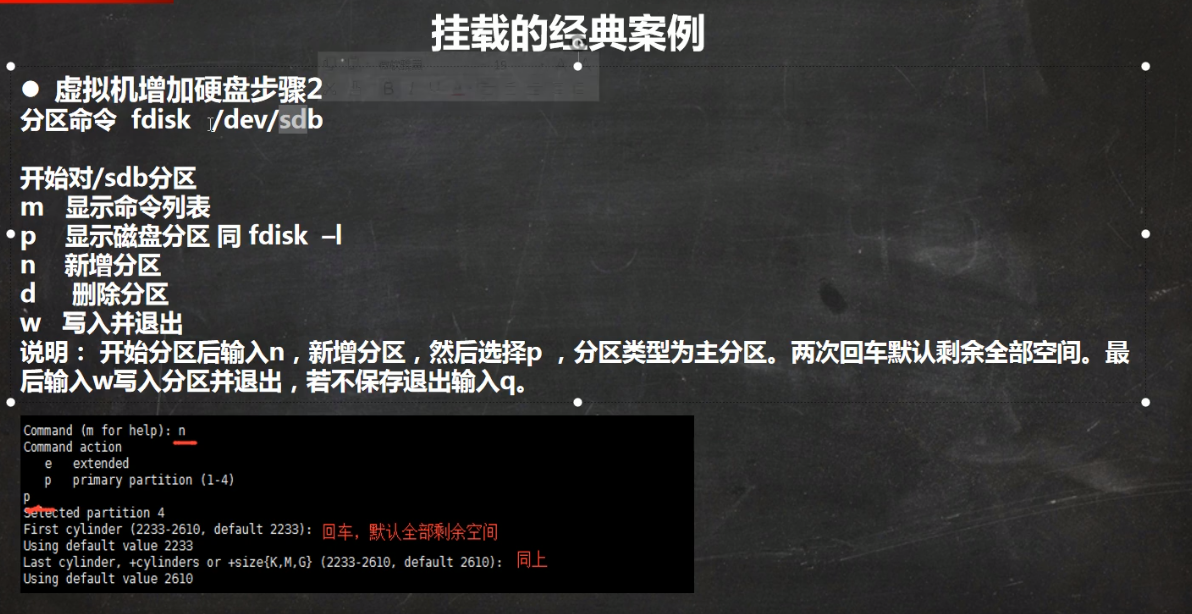 挂载的经典案例
● 虚拟机增加硬盘步骤2
分区命令 fdisk /dev/sdb
开始对/sdb分区
m 显示命令列表
p 显示磁盘分区 同 fdisk –l
n 新增分区
d 删除分区
w 写入并退出
说明： 开始分区后输入n，新增分区，然后选择p ，分区类型为主分区。两次回车默认剩余全部空间。最
后输入w写入分区并退出，若不保存退出输入q。
Command (m for help): n
Command action
e extended
p primary partition (1-4)
p
Selected partition 4
First cylinder (2233-2610, default 2233): 回车，默认全部剩余空间
Using default value 2233
Last cylinder, +cylinders or +size{K,M,G} (2233-2610, default 2610): 同上
Using default value 2610